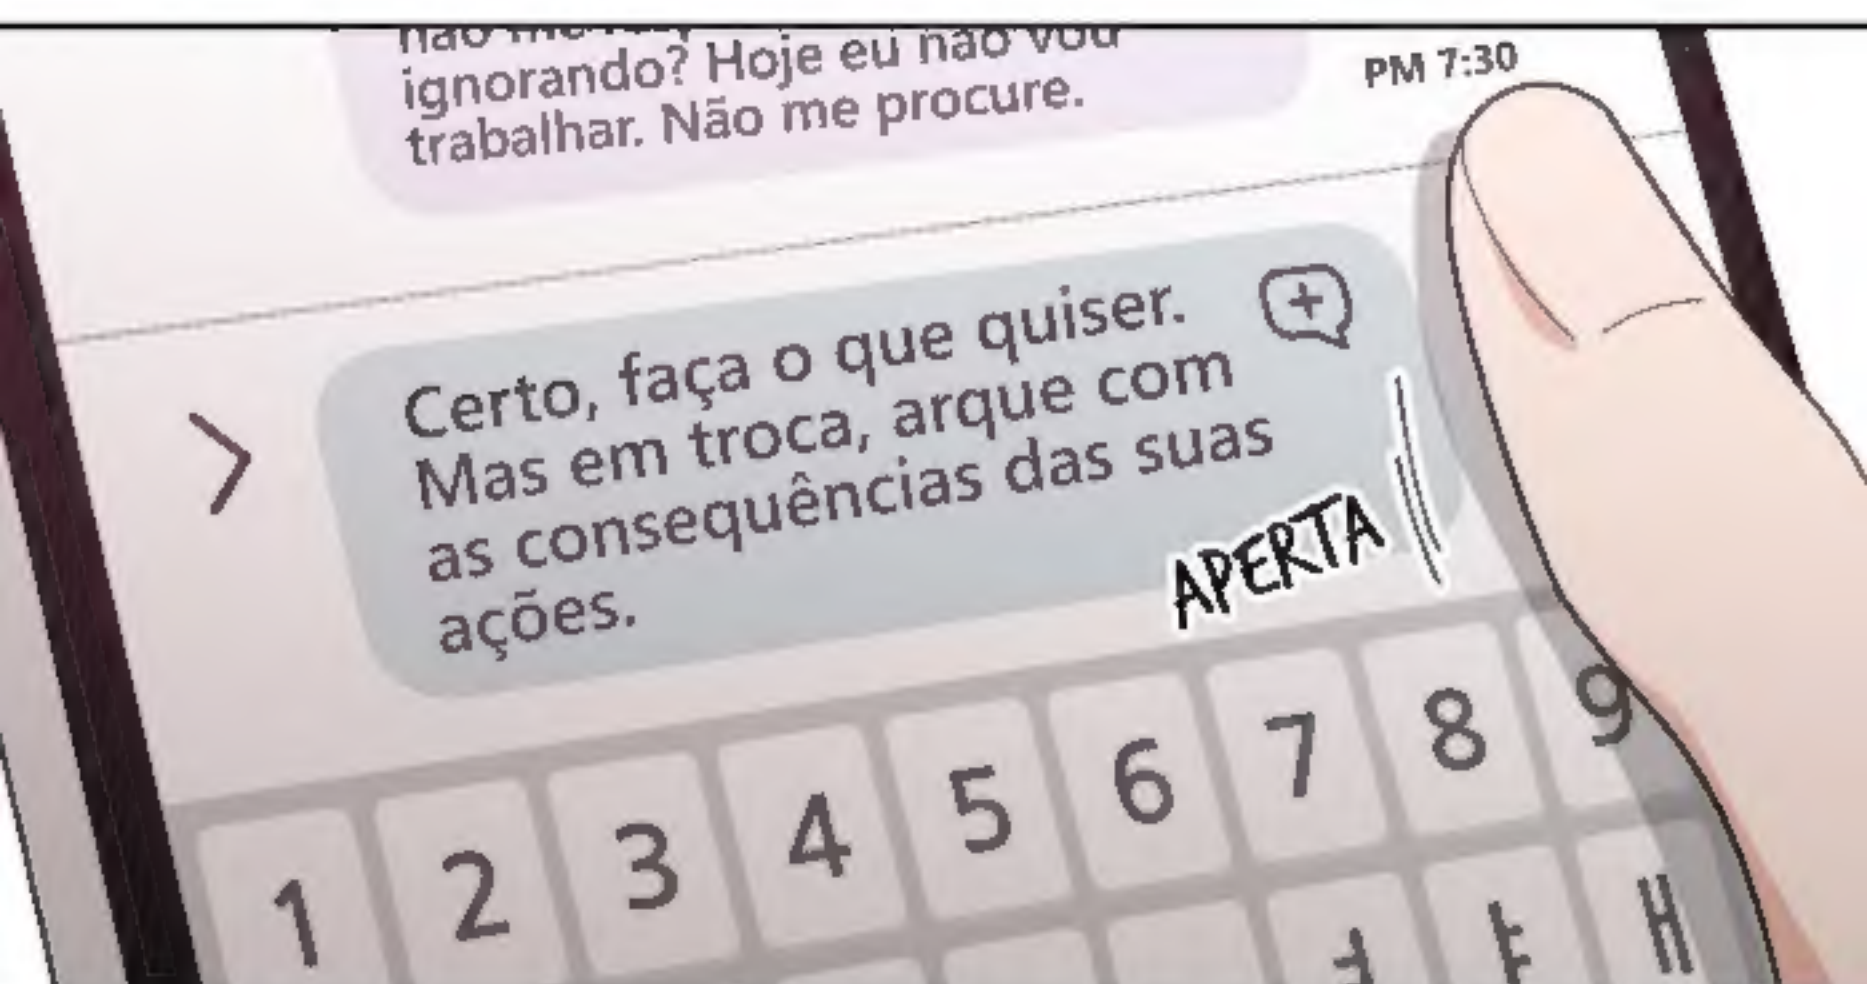 não
ignorando? Hoje eu não vou
trabalhar. Não me procure.
PM 7:30
Certo, faça o que quiser.
Mas em troca, arque com
as consequências das suas
ações.
APERTA
1 2 3 4 5 6 7 8 9
ㅕ ㅑ ㅐ